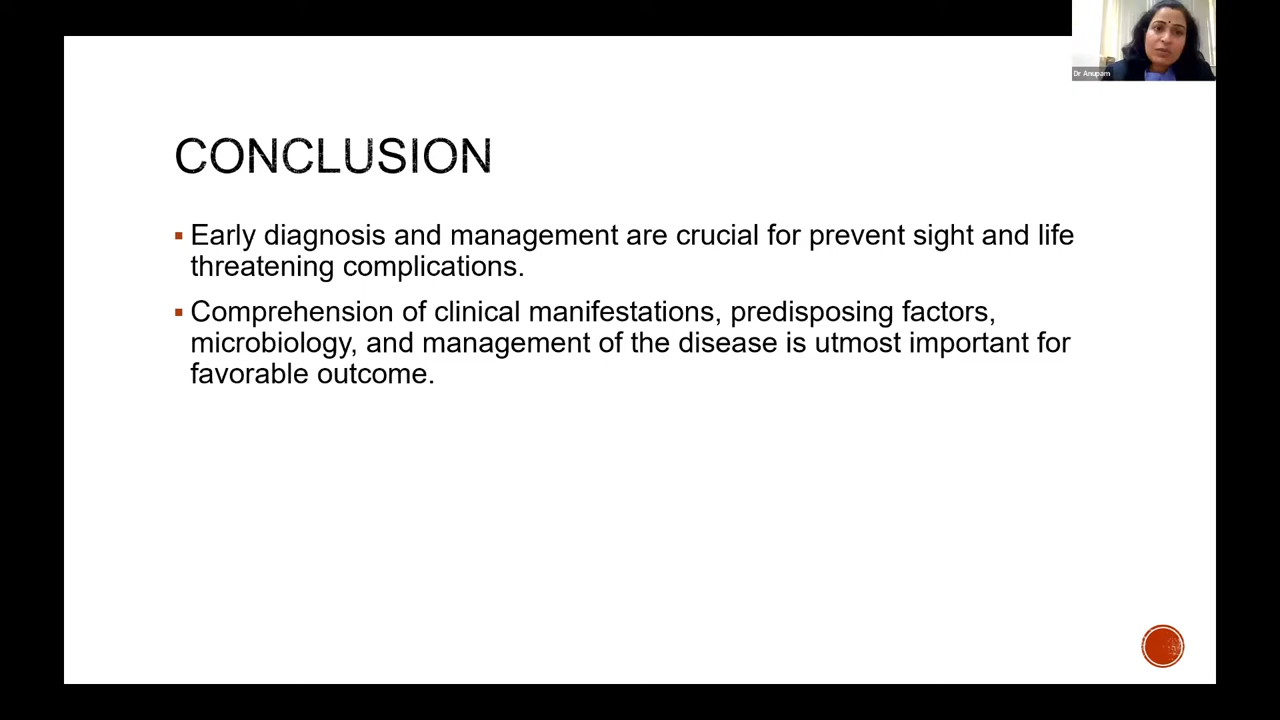 Dr Anupam
CONCLUSION
▪ Early diagnosis and management are crucial for prevent sight and life
threatening complications.
▪ Comprehension of clinical manifestations, predisposing factors,
microbiology, and management of the disease is utmost important for
favorable outcome.